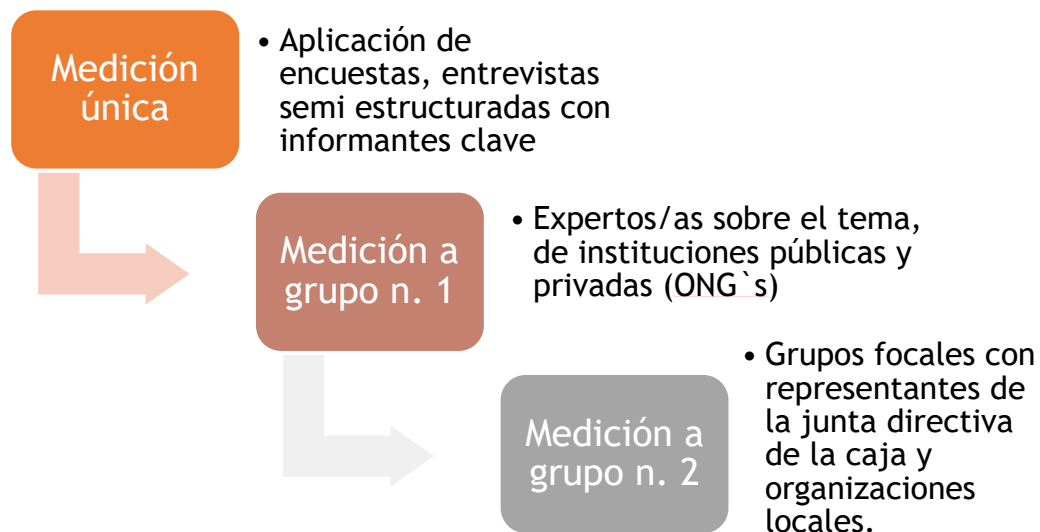 Medición
única
• Aplicación de
encuestas, entrevistas
semi estructuradas con
informantes clave
Medición a
grupo n. 1
• Expertos/as sobre el tema,
de instituciones públicas y
privadas (ONG`s)
Medición a
grupo n. 2
• Grupos focales con
representantes de
la junta directiva
de la caja y
organizaciones
locales.